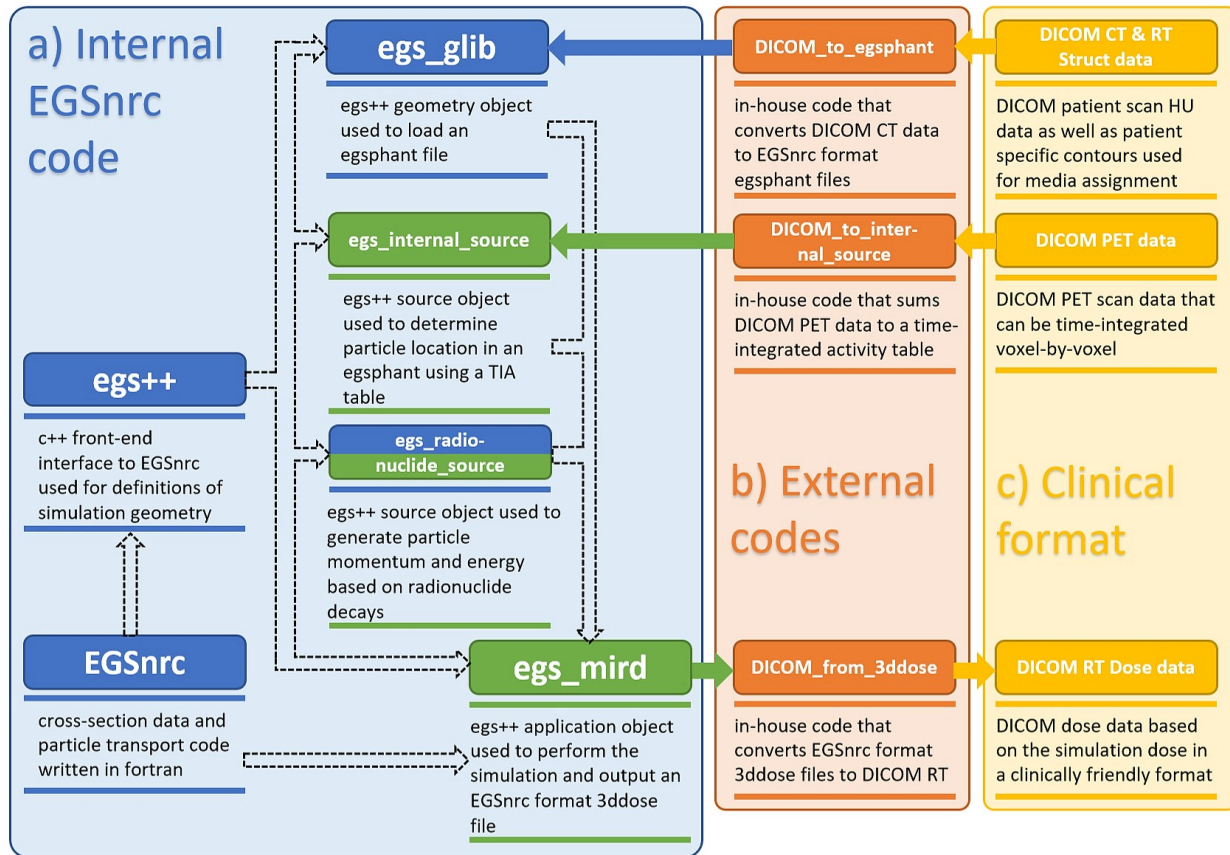 a) Internal
EGSnrc
code
egs_glib
egs++ geometry object
used to load an
egsphant file
egs_internal_source
egs++ source object
used to determine
particle location in an
egsphant using a TIA
table
egs++
c++ front-end
interface to EGSnrc
used for definitions of
simulation geometry
egs_radio-
nuclide_source
egs++ source object used to
generate particle
momentum and energy
based on radionuclide
decays
EGSnrc
cross-section data and
particle transport code
written in fortran
egs_mird
egs++ application object
used to perform the
simulation and output an
EGSnrc format 3ddose
file
DICOM_to_egsphant
in-house code that
converts DICOM CT data
to EGSnrc format
egsphant files
DICOM_to_inter-
nal_source
in-house code that sums
DICOM PET data to a time-
integrated activity table
b) External
codes
DICOM_from_3ddose
in-house code that
converts EGSnrc format
3ddose files to DICOM RT
DICOM CT & RT
Struct data
DICOM patient scan HU
data as well as patient
specific contours used
for media assignment
DICOM PET data
DICOM PET scan data that
can be time-integrated
voxel-by-voxel
c) Clinical
format
DICOM RT Dose data
DICOM dose data based
on the simulation dose in
a clinically friendly format